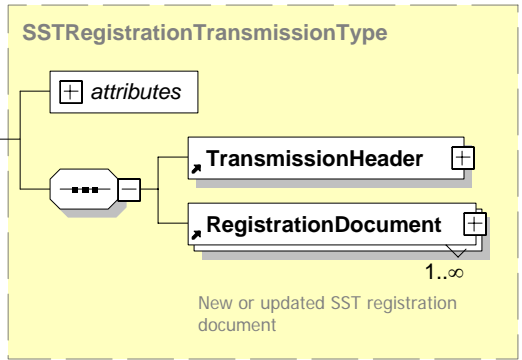 SSTRegistrationTransmissionType
attributes
TransmissionHeader
RegistrationDocument
1..∞
New or updated SST registration
document